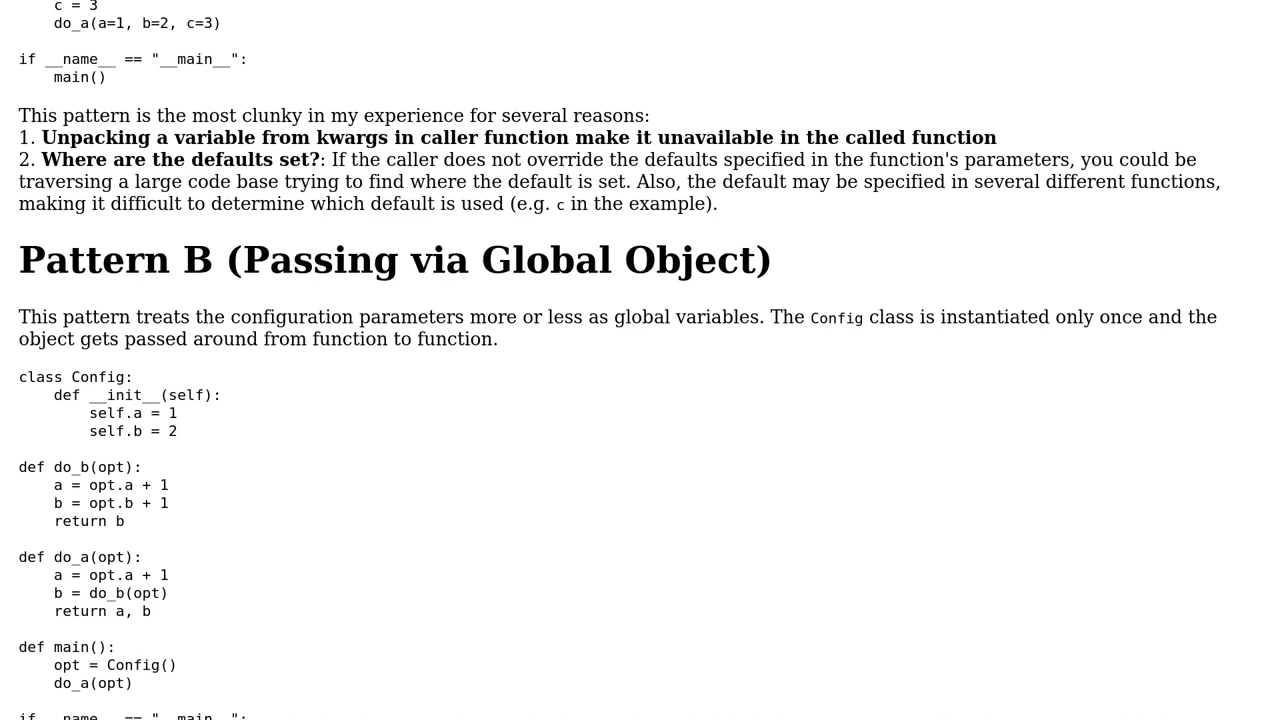 c = 3
    do_a(a=1, b=2, c=3)

if __name__ == "__main__":
    main()

This pattern is the most clunky in my experience for several reasons:
1. Unpacking a variable from kwargs in caller function make it unavailable in the called function
2. Where are the defaults set?: If the caller does not override the defaults specified in the function's parameters, you could be
traversing a large code base trying to find where the default is set. Also, the default may be specified in several different functions,
making it difficult to determine which default is used (e.g. c in the example).

Pattern B (Passing via Global Object)

This pattern treats the configuration parameters more or less as global variables. The Config class is instantiated only once and the
object gets passed around from function to function.

class Config:
    def __init__(self):
        self.a = 1
        self.b = 2

def do_b(opt):
    a = opt.a + 1
    b = opt.b + 1
    return b

def do_a(opt):
    a = opt.a + 1
    b = do_b(opt)
    return a, b

def main():
    opt = Config()
    do_a(opt)

if __name__ == "__main__":